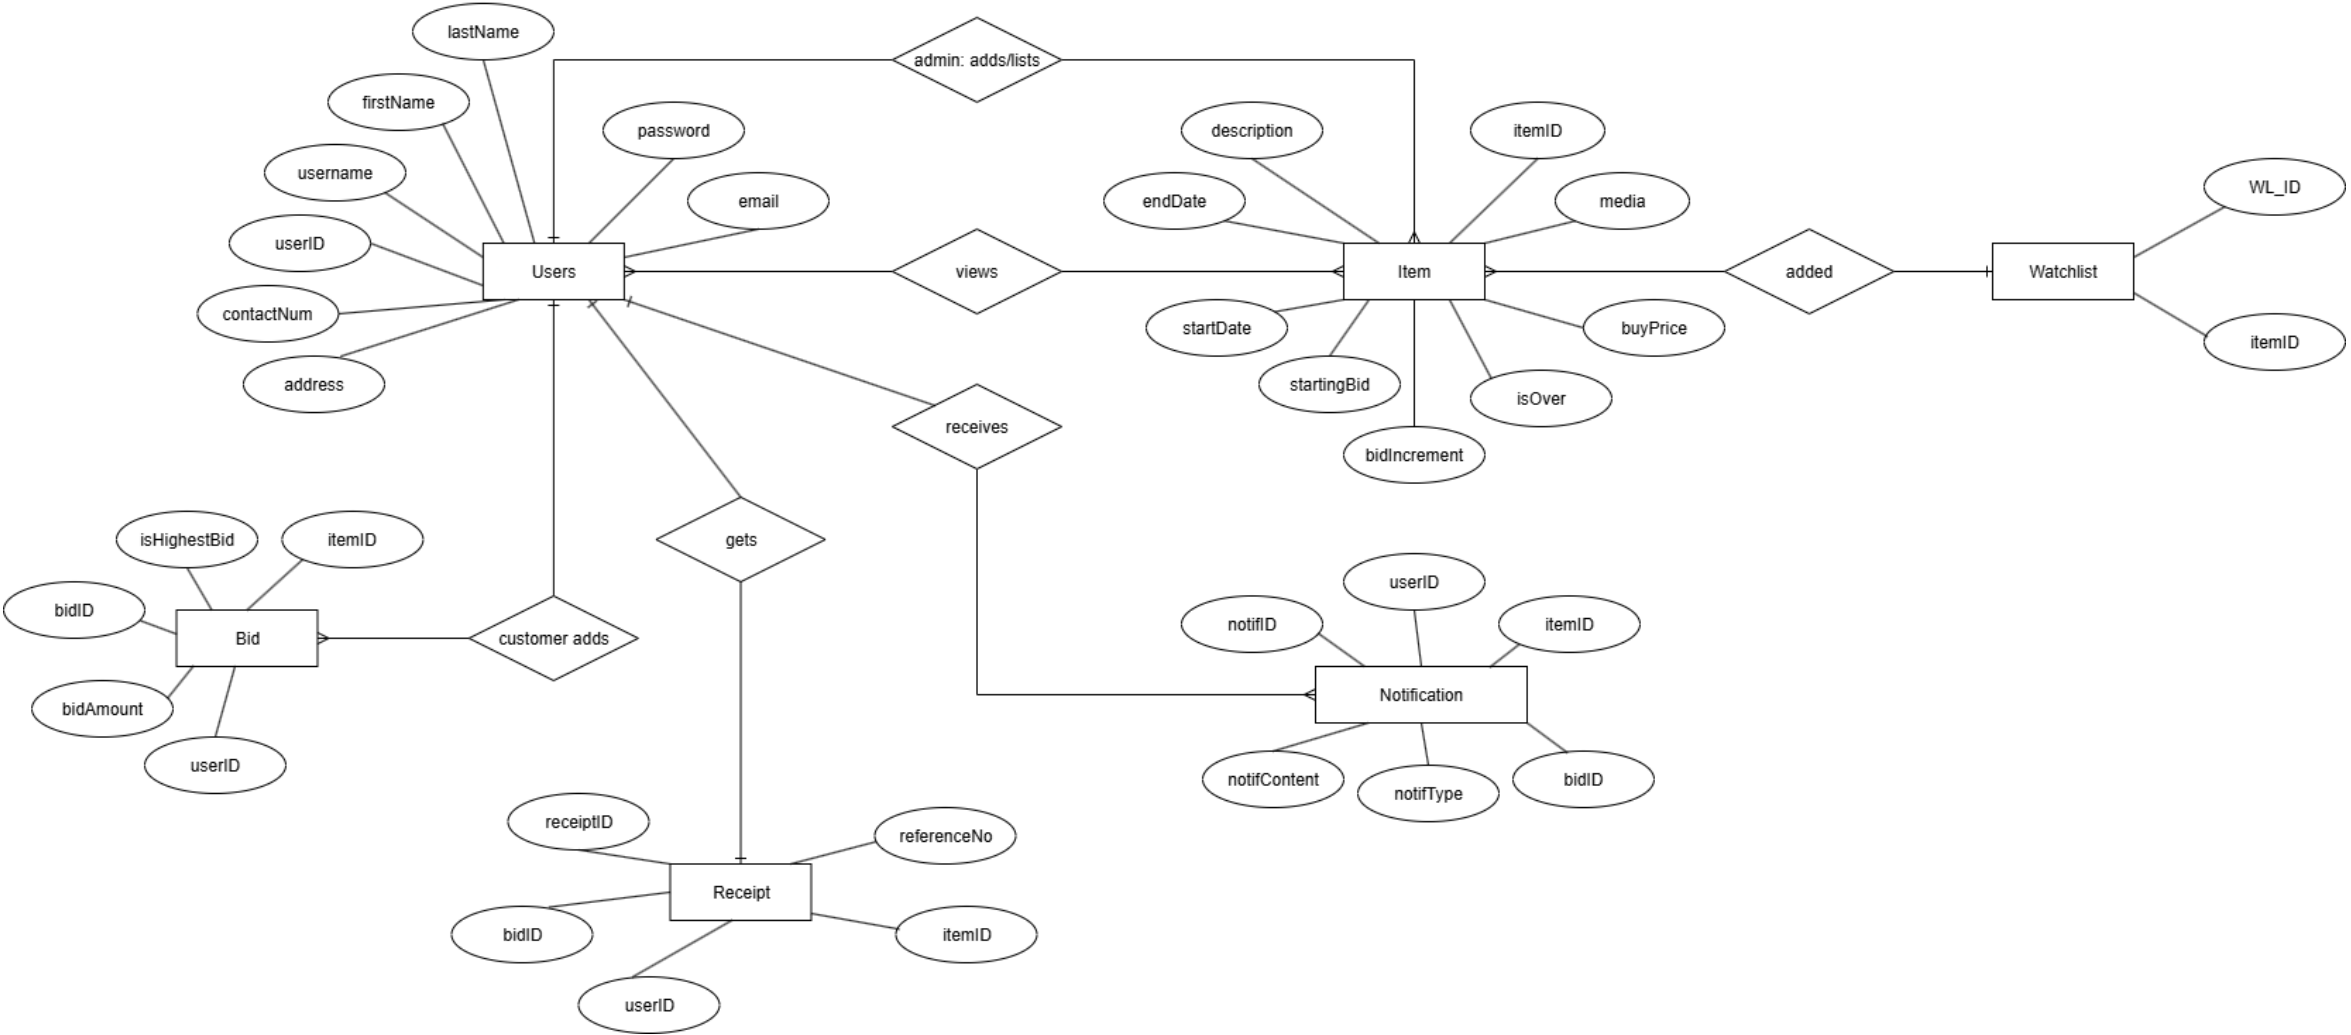 lastName
admin: adds/lists
firstName
password
description
itemID
username
email
endDate
media
WL_ID
userID
Users
views
Item
added
Watchlist
contactNum
startDate
buyPrice
itemID
address
startingBid
isOver
receives
bidIncrement
isHighestBid
itemID
gets
userID
bidID
notifID
itemID
Bid
customer adds
Notification
bidAmount
userID
notifContent
notifType
bidID
receiptID
referenceNo
Receipt
bidID
itemID
userID